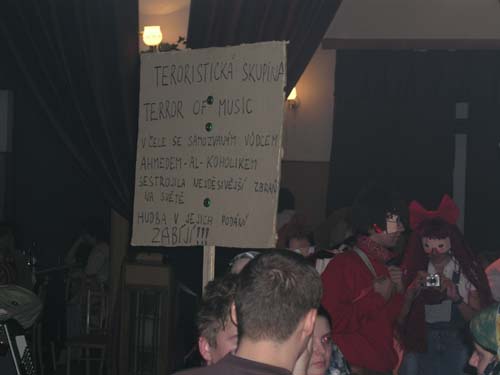 TERORISTICKÁ SKUPINA
TERROR OF MUSIC
V ČELE SE SAMOZVANÝM VŮDCEM
AHMEDEM-AL-KOHOLIKEM
SESTROJILA NEJDĚSIVĚJŠÍ ZBRAŇ
NA SVĚTĚ
HUDBA V JEJICH PODÁNÍ
ZABÍJÍ!!!